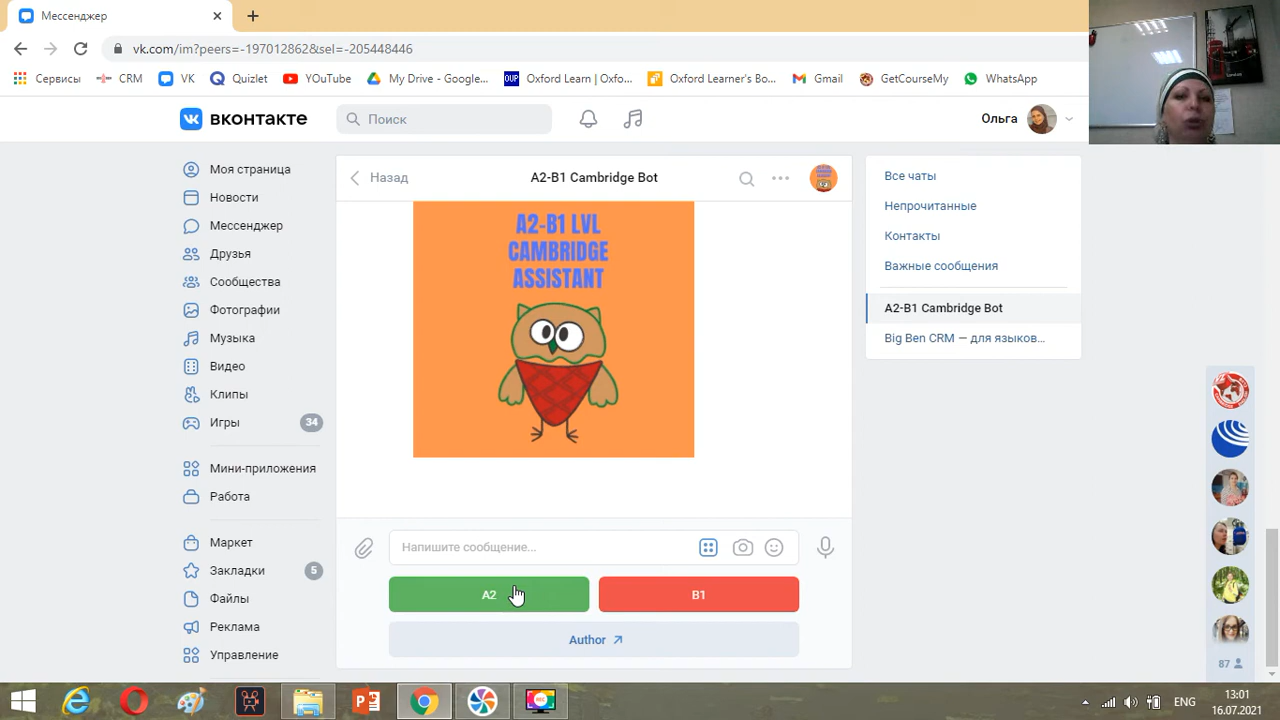 Мессенджер
vk.com/im?peers=-197012862&sel=-205448446
Сервисы
CRM
VK
Quizlet
YOutube
My Drive - Google...
OUP
Oxford Learn | Oxfo...
Oxford Learner's Bo...
Gmail
GetCourseMy
WhatsApp
вконтакте
Поиск
Ольга
Моя страница
Новости
Мессенджер
Друзья
Сообщества
Фотографии
Музыка
Видео
Клипы
Игры 34
Мини-приложения
Работа
Маркет
Закладки 5
Файлы
Реклама
Управление
Назад
A2-B1 Cambridge Bot
A2-B1 LVL
CAMBRIDGE
ASSISTANT
Напишите сообщение...
A2
B1
Author
Все чаты
Непрочитанные
Контакты
Важные сообщения
A2-B1 Cambridge Bot
Big Ben CRM — для языков...
87
ENG
13:01
16.07.2021